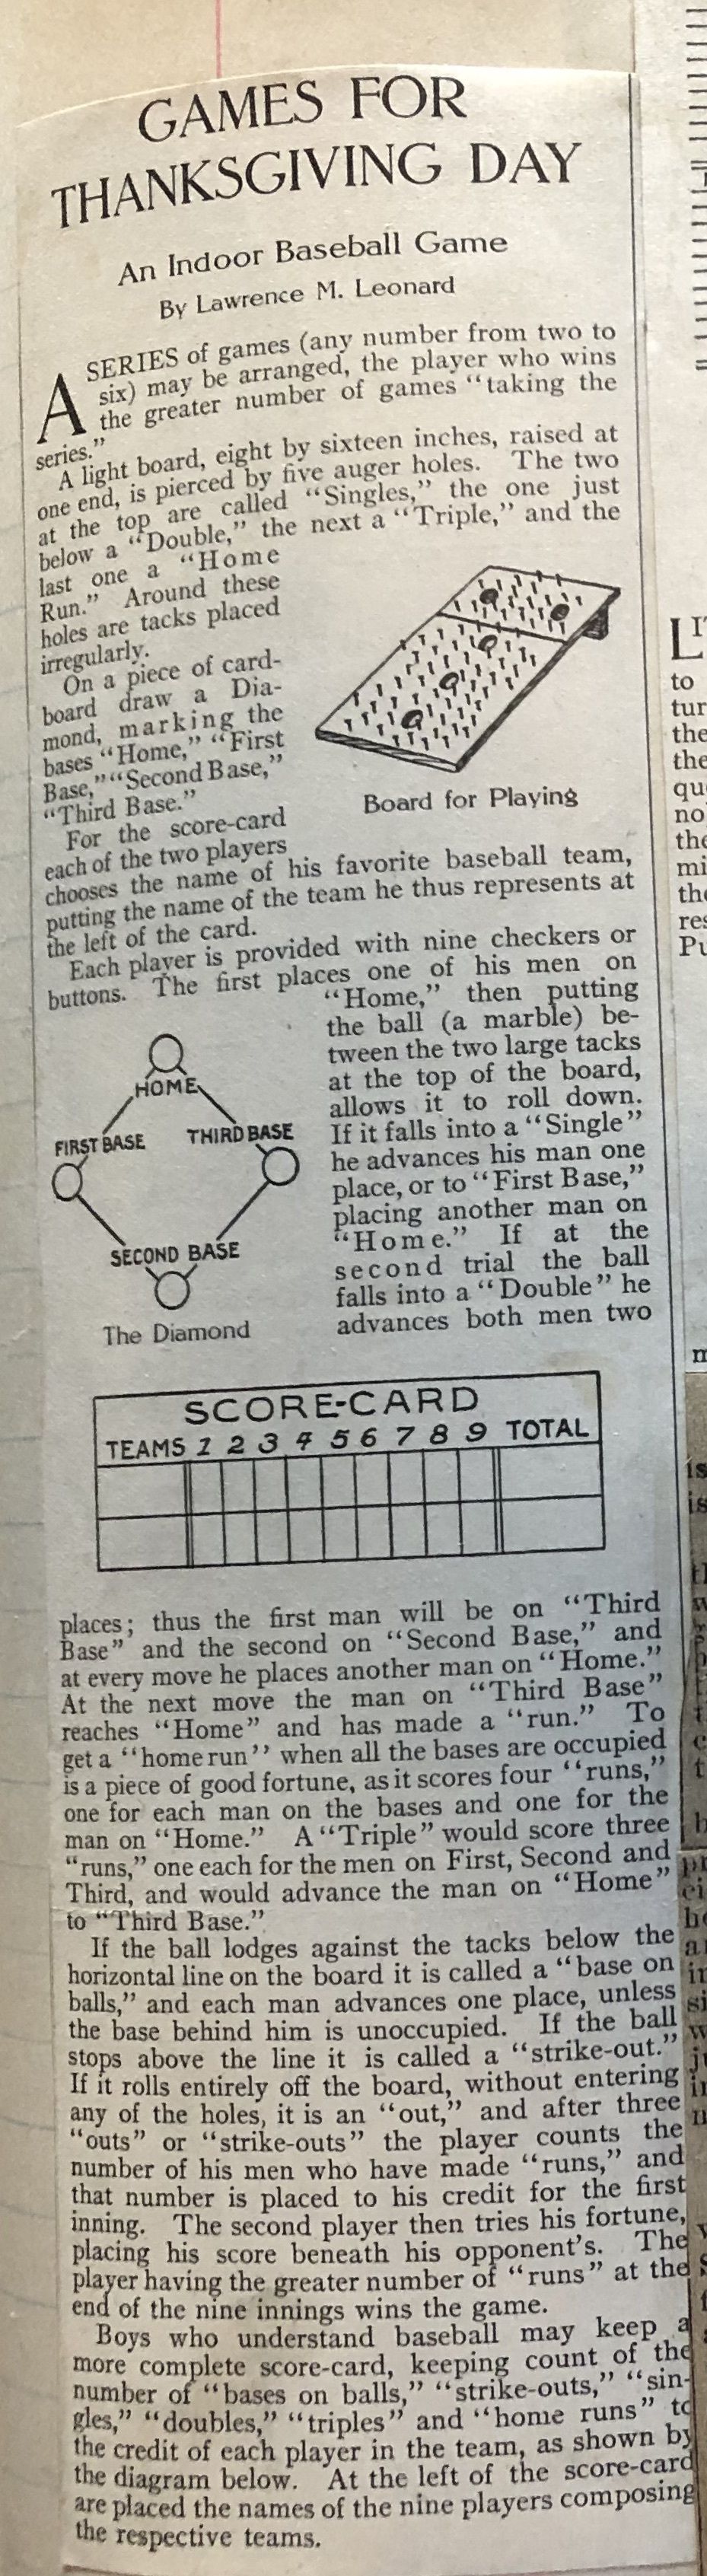 GAMES FOR
THANKSGIVING DAY
An Indoor Baseball Game
By Lawrence M. Leonard
A SERIES of games (any number from two to
six) may be arranged, the player who wins
the greater number of games "taking the
series."
A light board, eight by sixteen inches, raised at
one end, is pierced by five auger holes. The two
at the top are called "Singles," the one just
below a "Double," the next a "Triple," and the
last one a "Home
Run." Around these
holes are tacks placed
irregularly.
On a piece of card-
board draw a Dia-
mond, marking the
bases "Home," "First
Base," "Second Base,"
"Third Base."
For the score-card
each of the two players
Board for Playing
chooses the name of his favorite baseball team,
putting the name of the team he thus represents at
the left of the card.
Each player is provided with nine checkers or
buttons. The first places one of his men on
"Home," then putting
the ball (a marble) be-
tween the two large tacks
at the top of the board,
allows it to roll down.
If it falls into a "Single"
he advances his man one
place, or to "First Base,"
placing another man on
"Home." If at the
second trial the ball
falls into a "Double" he
advances both men two
HOME
FIRST BASE THIRD BASE
SECOND BASE
The Diamond
SCORE-CARD
TEAMS 1 2 3 4 5 6 7 8 9 TOTAL
places; thus the first man will be on "Third
Base" and the second on "Second Base," and
at every move he places another man on "Home."
At the next move the man on "Third Base"
reaches "Home" and has made a "run." To
get a "home run" when all the bases are occupied
is a piece of good fortune, as it scores four "runs,"
one for each man on the bases and one for the
man on "Home." A "Triple" would score three
"runs," one each for the men on First, Second and
Third, and would advance the man on "Home"
to "Third Base."
If the ball lodges against the tacks below the
horizontal line on the board it is called a "base on
balls," and each man advances one place, unless
the base behind him is unoccupied. If the ball
stops above the line it is called a "strike-out."
If it rolls entirely off the board, without entering
any of the holes, it is an "out," and after three
"outs" or "strike-outs" the player counts the
number of his men who have made "runs," and
that number is placed to his credit for the first
inning. The second player then tries his fortune,
placing his score beneath his opponent's. The
player having the greater number of "runs" at the
end of the nine innings wins the game.
Boys who understand baseball may keep a
more complete score-card, keeping count of the
number of "bases on balls," "strike-outs," "sin-
gles," "doubles," "triples" and "home runs" to
the credit of each player in the team, as shown by
the diagram below. At the left of the score-card
are placed the names of the nine players composing
the respective teams.
to
tur
the
the
qu
no
the
mi
the
res
Pu